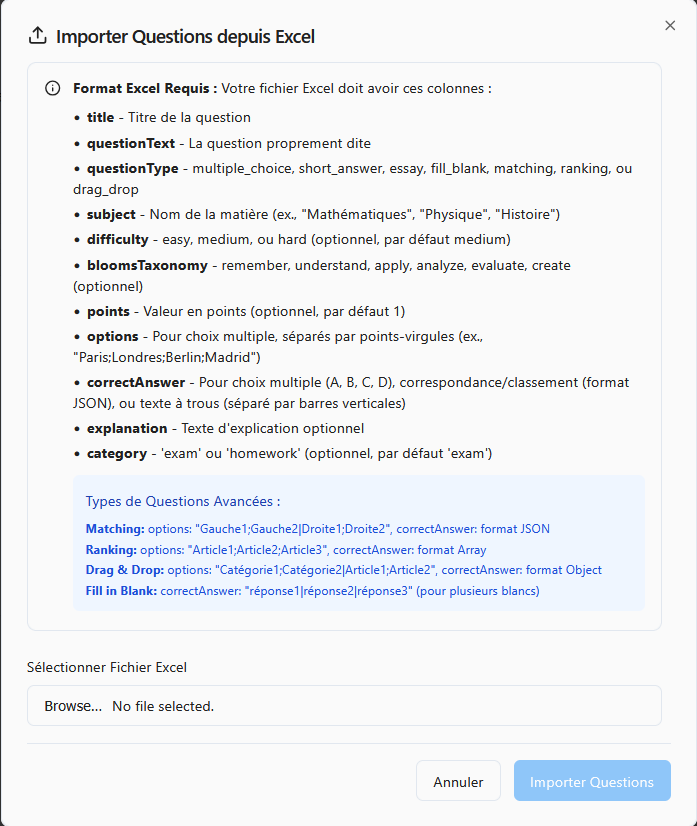 Importer Questions depuis Excel
Format Excel Requis : Votre fichier Excel doit avoir ces colonnes :
• title - Titre de la question
• questionText - La question proprement dite
• questionType - multiple_choice, short_answer, essay, fill_blank, matching, ranking, ou
drag_drop
• subject - Nom de la matière (ex., "Mathématiques", "Physique", "Histoire")
• difficulty - easy, medium, ou hard (optionnel, par défaut medium)
• bloomsTaxonomy - remember, understand, apply, analyze, evaluate, create
(optionnel)
• points - Valeur en points (optionnel, par défaut 1)
• options - Pour choix multiple, séparés par points-virgules (ex.,
"Paris;Londres;Berlin;Madrid")
• correctAnswer - Pour choix multiple (A, B, C, D), correspondance/classement (format
JSON), ou texte à trous (séparé par barres verticales)
• explanation - Texte d'explication optionnel
• category - 'exam' ou 'homework' (optionnel, par défaut 'exam')
Types de Questions Avancées :
Matching: options: "Gauche1;Gauche2|Droite1;Droite2", correctAnswer: format JSON
Ranking: options: "Article1;Article2;Article3", correctAnswer: format Array
Drag & Drop: options: "Catégorie1;Catégorie2|Article1;Article2", correctAnswer: format Object
Fill in Blank: correctAnswer: "réponse1|réponse2|réponse3" (pour plusieurs blancs)
Sélectionner Fichier Excel
Browse... No file selected.
Annuler
Importer Questions